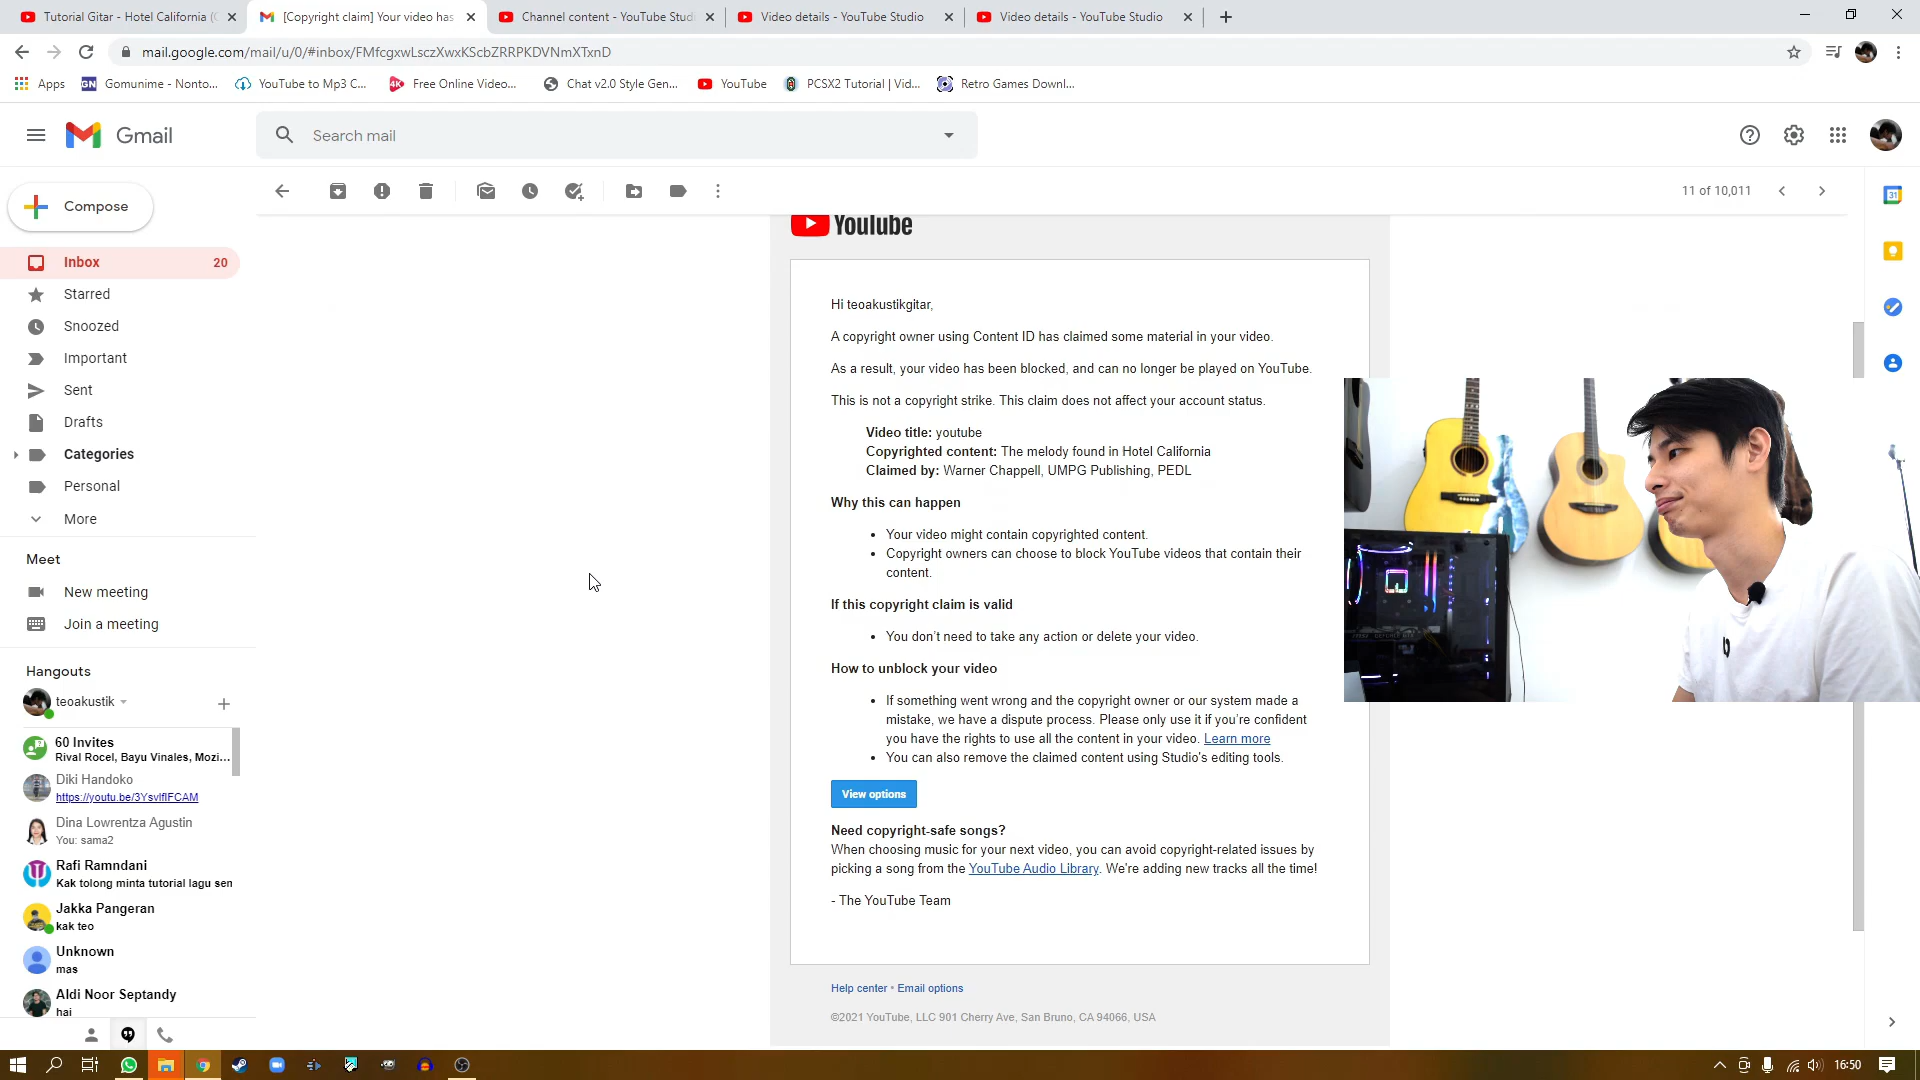 Tutorial Gitar - Hotel California (
[Copyright claim] Your video has
Channel content - YouTube Studi
Video details - YouTube Studio
Video details - YouTube Studio
mail.google.com/mail/u/0/#inbox/FMfcgxwLsczXwxKScbZRRPKDVNmXTxnD
Apps
Gomunime - Nonto...
YouTube to Mp3 C...
Free Online Video...
Chat v2.0 Style Gen...
YouTube
PCSX2 Tutorial | Vid...
Retro Games Downl...
Gmail
Search mail
Compose
11 of 10,011
Inbox 20
Starred
Snoozed
Important
Sent
Drafts
Categories
Personal
More
Meet
New meeting
Join a meeting
Hangouts
teoakustik
60 Invites
Rival Rocel, Bayu Vinales, Mozi...
Diki Handoko
https://youtu.be/3YsvlfIFCAM
Dina Lowrentza Agustin
You: sama2
Rafi Ramndani
Kak tolong minta tutorial lagu sen
Jakka Pangeran
kak teo
Unknown
mas
Aldi Noor Septandy
hai
YouTube
Hi teoakustikgitar,
A copyright owner using Content ID has claimed some material in your video.
As a result, your video has been blocked, and can no longer be played on YouTube.
This is not a copyright strike. This claim does not affect your account status.
Video title: youtube
Copyrighted content: The melody found in Hotel California
Claimed by: Warner Chappell, UMPG Publishing, PEDL
Why this can happen
• Your video might contain copyrighted content.
• Copyright owners can choose to block YouTube videos that contain their
content.
If this copyright claim is valid
• You don't need to take any action or delete your video.
How to unblock your video
• If something went wrong and the copyright owner or our system made a
mistake, we have a dispute process. Please only use it if you're confident
you have the rights to use all the content in your video. Learn more
• You can also remove the claimed content using Studio's editing tools.
View options
Need copyright-safe songs?
When choosing music for your next video, you can avoid copyright-related issues by
picking a song from the YouTube Audio Library. We're adding new tracks all the time!
- The YouTube Team
Help center • Email options
©2021 YouTube, LLC 901 Cherry Ave, San Bruno, CA 94066, USA
31
16:50